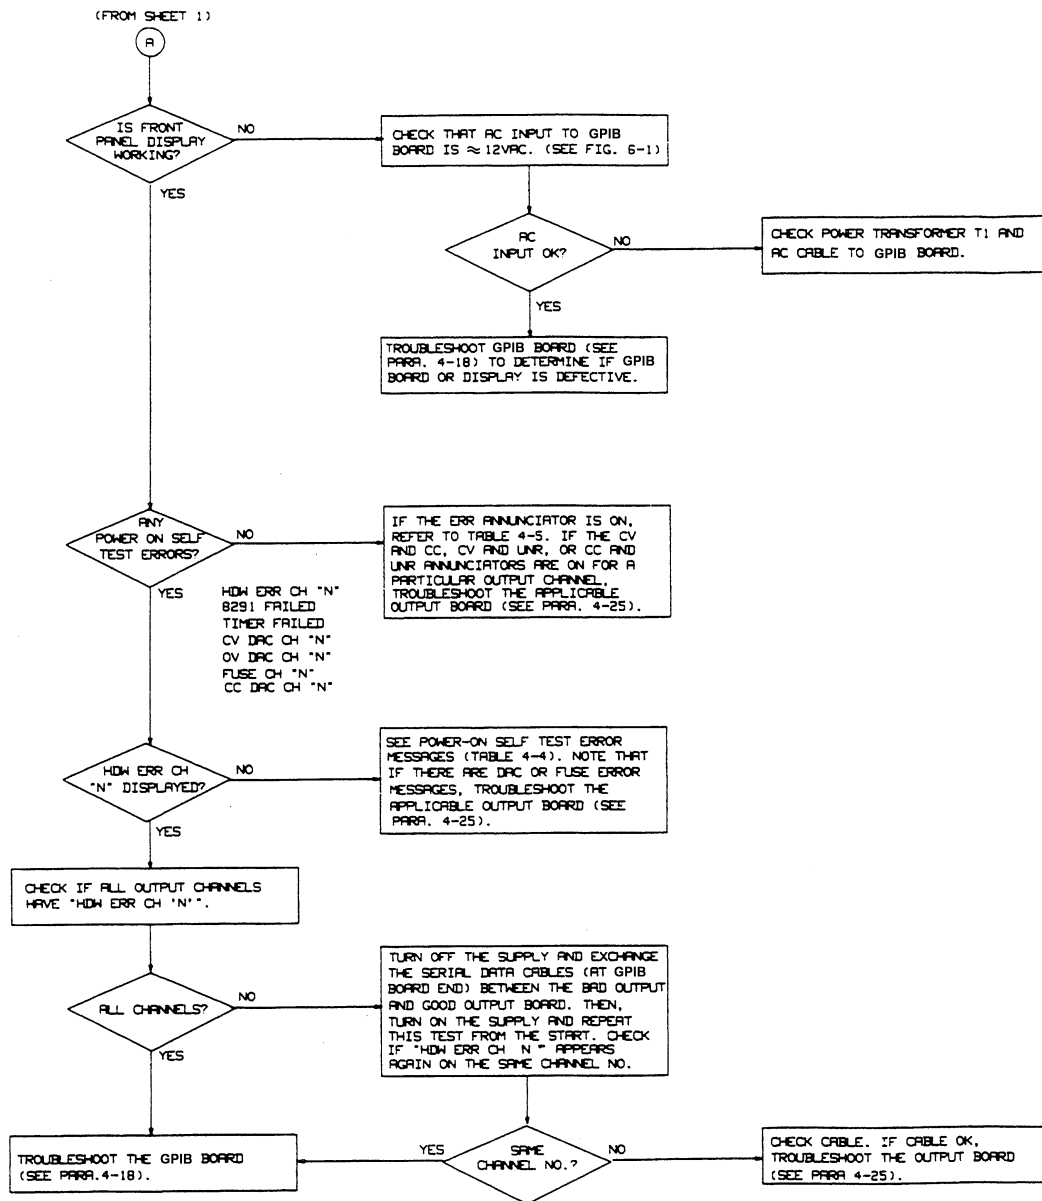 (FROM SHEET 1)
A
IS FRONT
PANEL DISPLAY
WORKING?
NO
YES
CHECK THAT AC INPUT TO GPIB
BOARD IS ≈ 12VAC. (SEE FIG. 6-1)
AC
INPUT OK?
NO
YES
CHECK POWER TRANSFORMER T1 AND
AC CABLE TO GPIB BOARD.
TROUBLESHOOT GPIB BOARD (SEE
PARA. 4-18) TO DETERMINE IF GPIB
BOARD OR DISPLAY IS DEFECTIVE.
ANY
POWER ON SELF
TEST ERRORS?
NO
YES
IF THE ERR ANNUNCIATOR IS ON,
REFER TO TABLE 4-5. IF THE CV
AND CC, CV AND UNR, OR CC AND
UNR ANNUNCIATORS ARE ON FOR A
PARTICULAR OUTPUT CHANNEL,
TROUBLESHOOT THE APPLICABLE
OUTPUT BOARD (SEE PARA. 4-25).
HDW ERR CH "N"
8291 FAILED
TIMER FAILED
CV DAC CH "N"
OV DAC CH "N"
FUSE CH "N"
CC DAC CH "N"
HDW ERR CH
"N" DISPLAYED?
NO
YES
SEE POWER-ON SELF TEST ERROR
MESSAGES (TABLE 4-4). NOTE THAT
IF THERE ARE DAC OR FUSE ERROR
MESSAGES, TROUBLESHOOT THE
APPLICABLE OUTPUT BOARD (SEE
PARA. 4-25).
CHECK IF ALL OUTPUT CHANNELS
HAVE "HDW ERR CH 'N'".
ALL CHANNELS?
NO
YES
TURN OFF THE SUPPLY AND EXCHANGE
THE SERIAL DATA CABLES (AT GPIB
BOARD END) BETWEEN THE BAD OUTPUT
AND GOOD OUTPUT BOARD. THEN,
TURN ON THE SUPPLY AND REPEAT
THIS TEST FROM THE START. CHECK
IF "HDW ERR CH N'" APPEARS
AGAIN ON THE SAME CHANNEL NO.
SAME
CHANNEL NO.?
YES
NO
TROUBLESHOOT THE GPIB BOARD
(SEE PARA.4-18).
CHECK CABLE. IF CABLE OK,
TROUBLESHOOT THE OUTPUT BOARD
(SEE PARA 4-25).